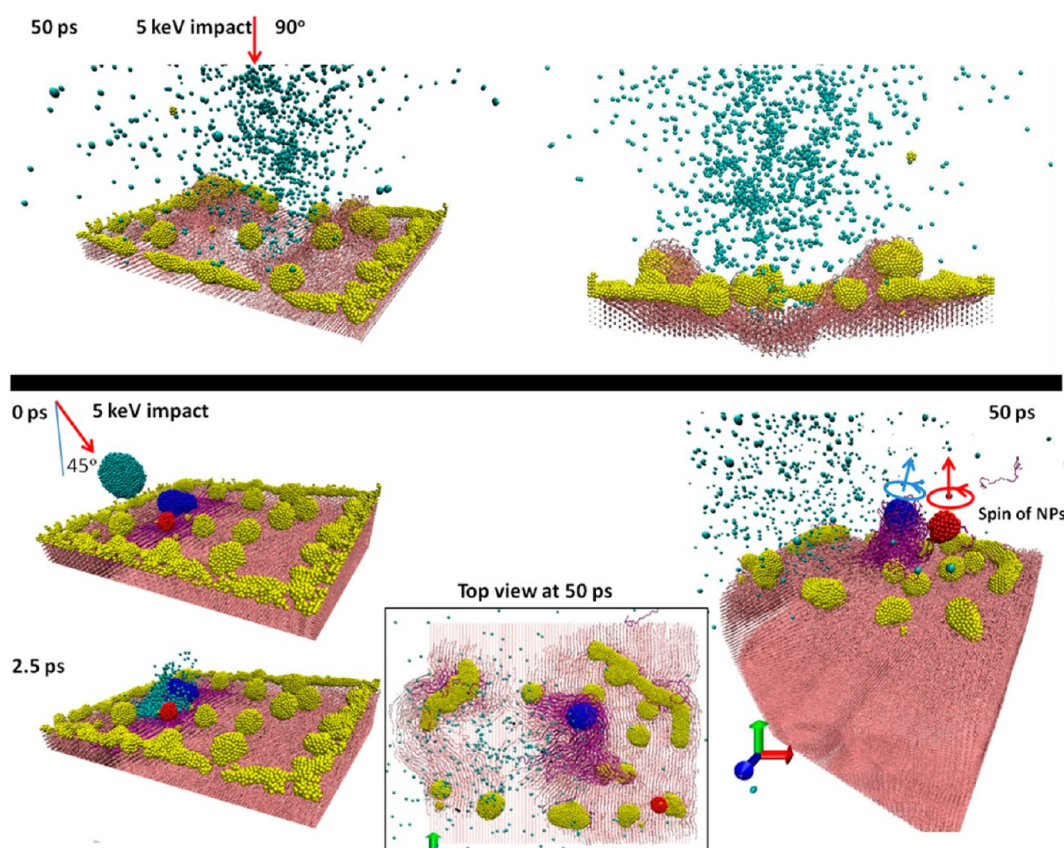 50 ps 5 keV impact 90°
0 ps 5 keV impact
45°
50 ps
Spin of NPs
Top view at 50 ps
2.5 ps